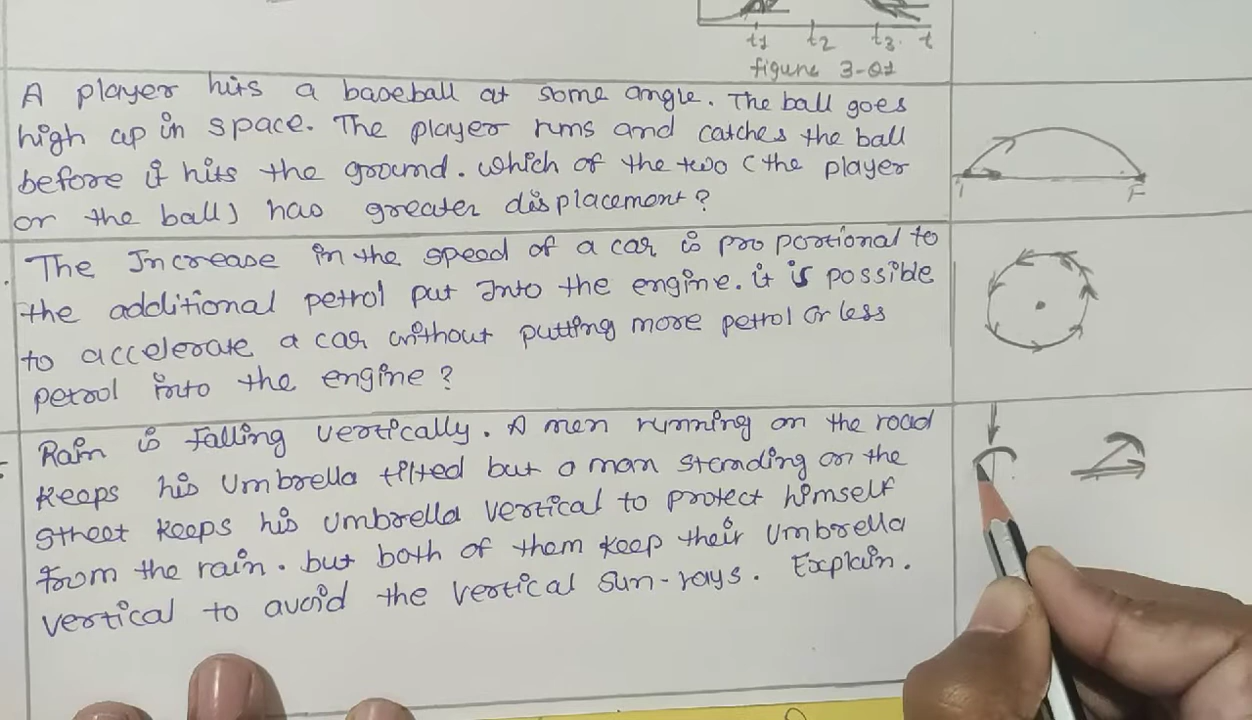 t1 t2 t3 t
figure 3-Q1
A player hits a baseball at some angle. The ball goes
high up in space. The player runs and catches the ball
before it hits the ground. which of the two (the player
or the ball) has greater displacement?
F
The Increase in the speed of a car is proportional to
the additional petrol put Into the engine. it is possible
to accelerate a car without putting more petrol or less
petrol into the engine?
Rain is falling vertically. A men running on the road
keeps his Umbrella tilted but a man standing on the
street keeps his umbrella vertical to protect himself
from the rain. but both of them keep their Umbrella
vertical to avoid the vertical sun-rays. Explain.